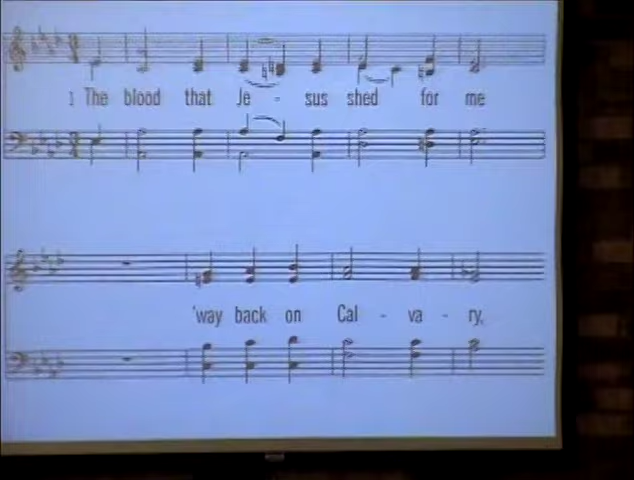 1 The blood that Je - sus shed for me
'way back on Cal - va - ry,